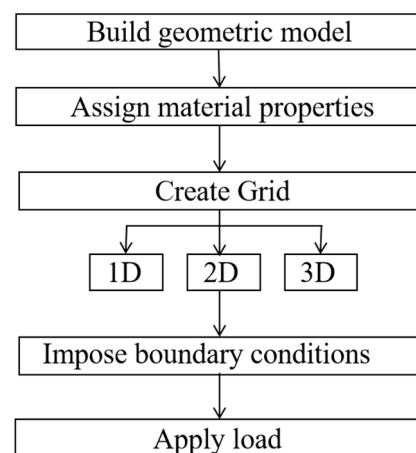 Build geometric model
Assign material properties
Create Grid
1D 2D 3D
Impose boundary conditions
Apply load